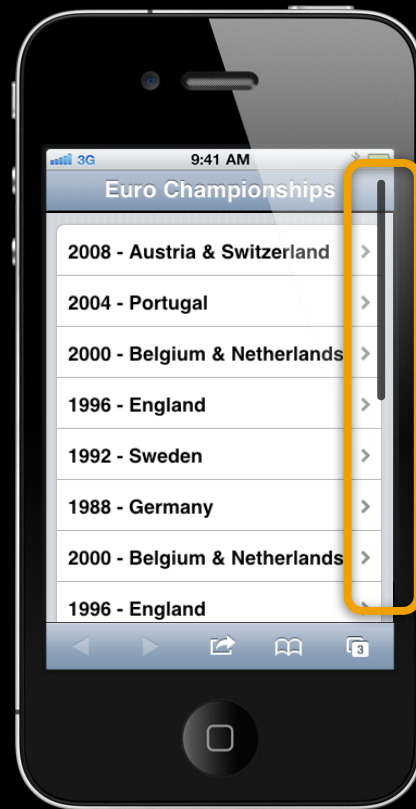 3G 9:41 AM
Euro Championships
2008 - Austria & Switzerland
2004 - Portugal
2000 - Belgium & Netherlands
1996 - England
1992 - Sweden
1988 - Germany
2000 - Belgium & Netherlands
1996 - England
3